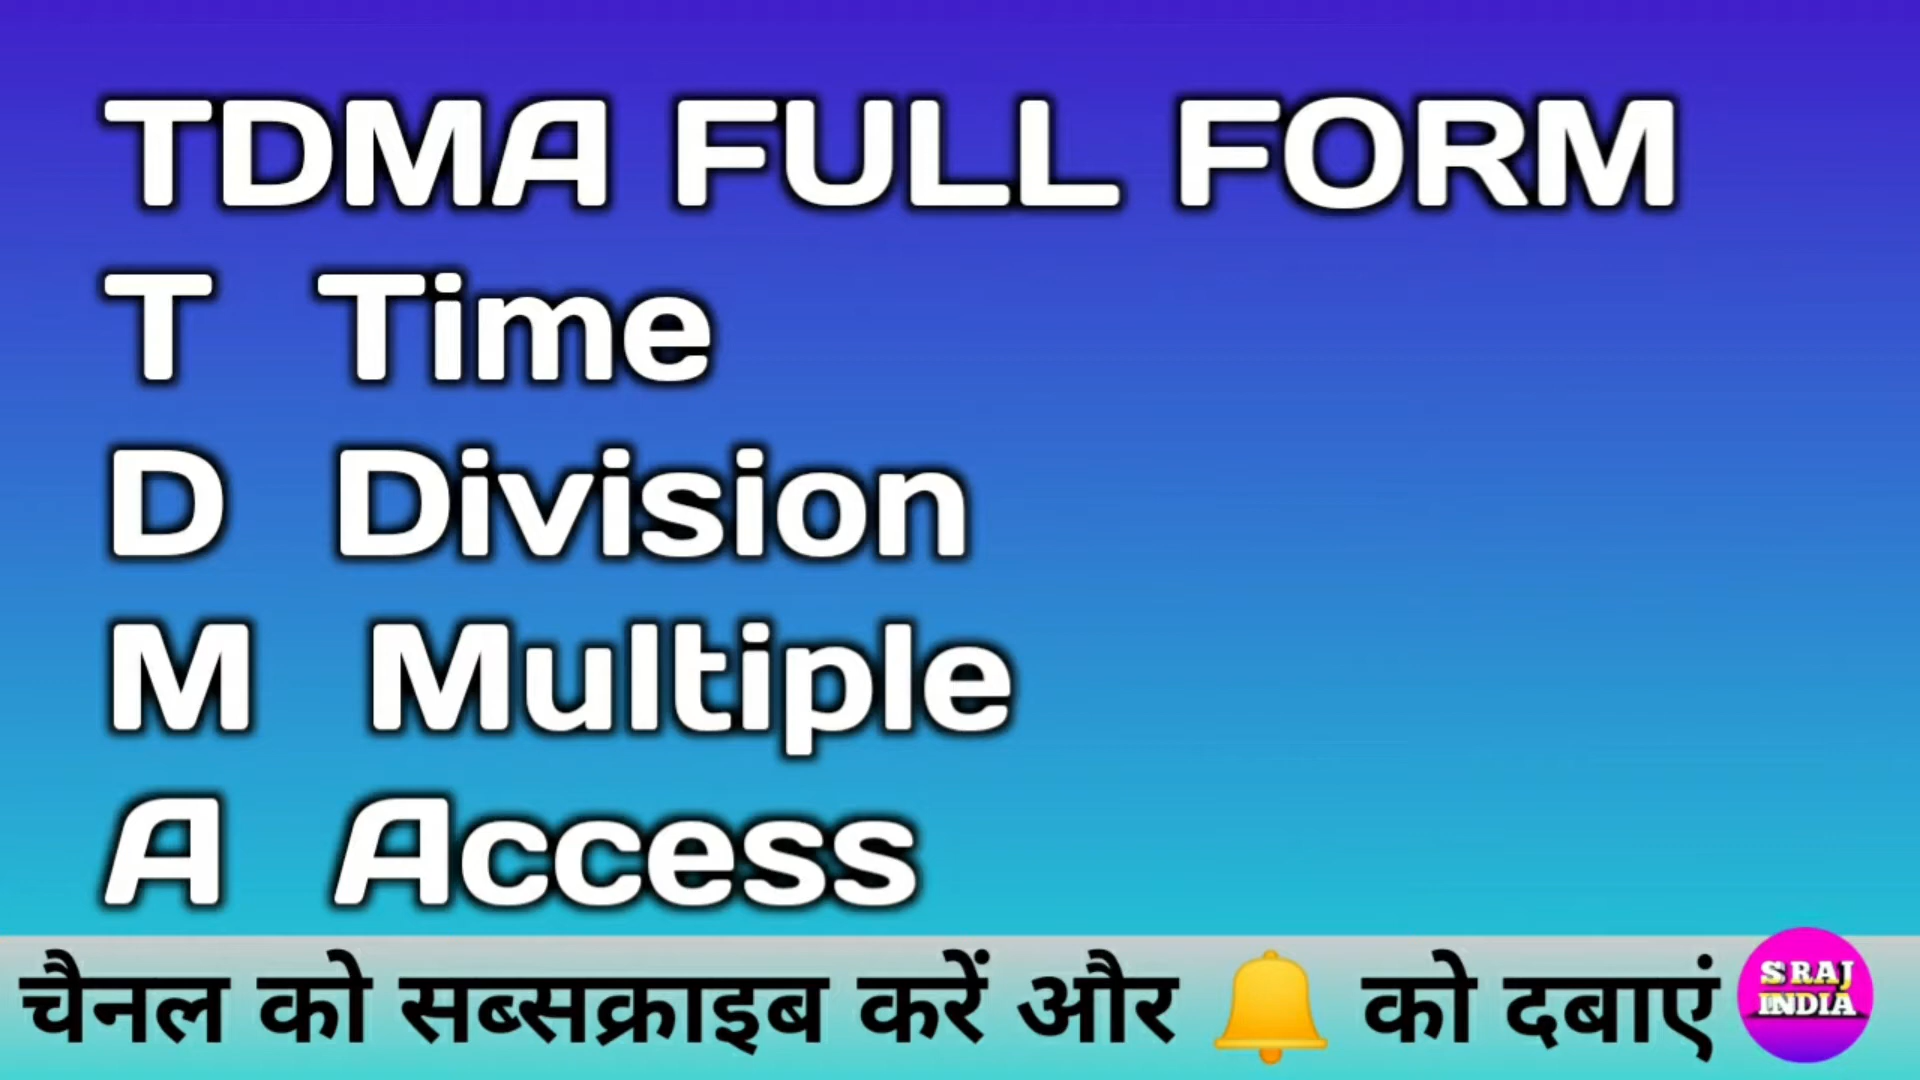 TDMA FULL FORM
T Time
D Division
M Multiple
A Access
चैनल को सब्सक्राइब करें और 🔔 को दबाएं
S RAJ
INDIA